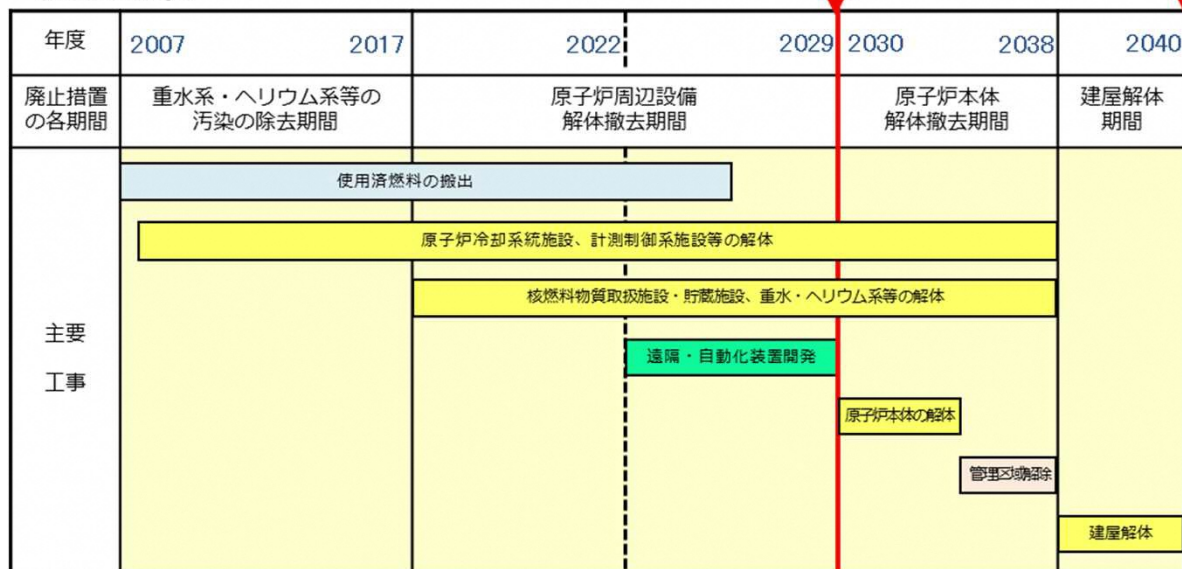 年度 2007 2017 2022 2029 2030 2038 2040
廃止措置
の各期間
重水系・ヘリウム系等の
汚染の除去期間
原子炉周辺設備
解体撤去期間
原子炉本体
解体撤去期間
建屋解体
期間
主要
工事
使用済燃料の搬出
原子炉冷却系統施設、計測制御系施設等の解体
核燃料物質取扱施設・貯蔵施設、重水・ヘリウム系等の解体
遠隔・自動化装置開発
原子炉本体の解体
管理区域解除
建屋解体